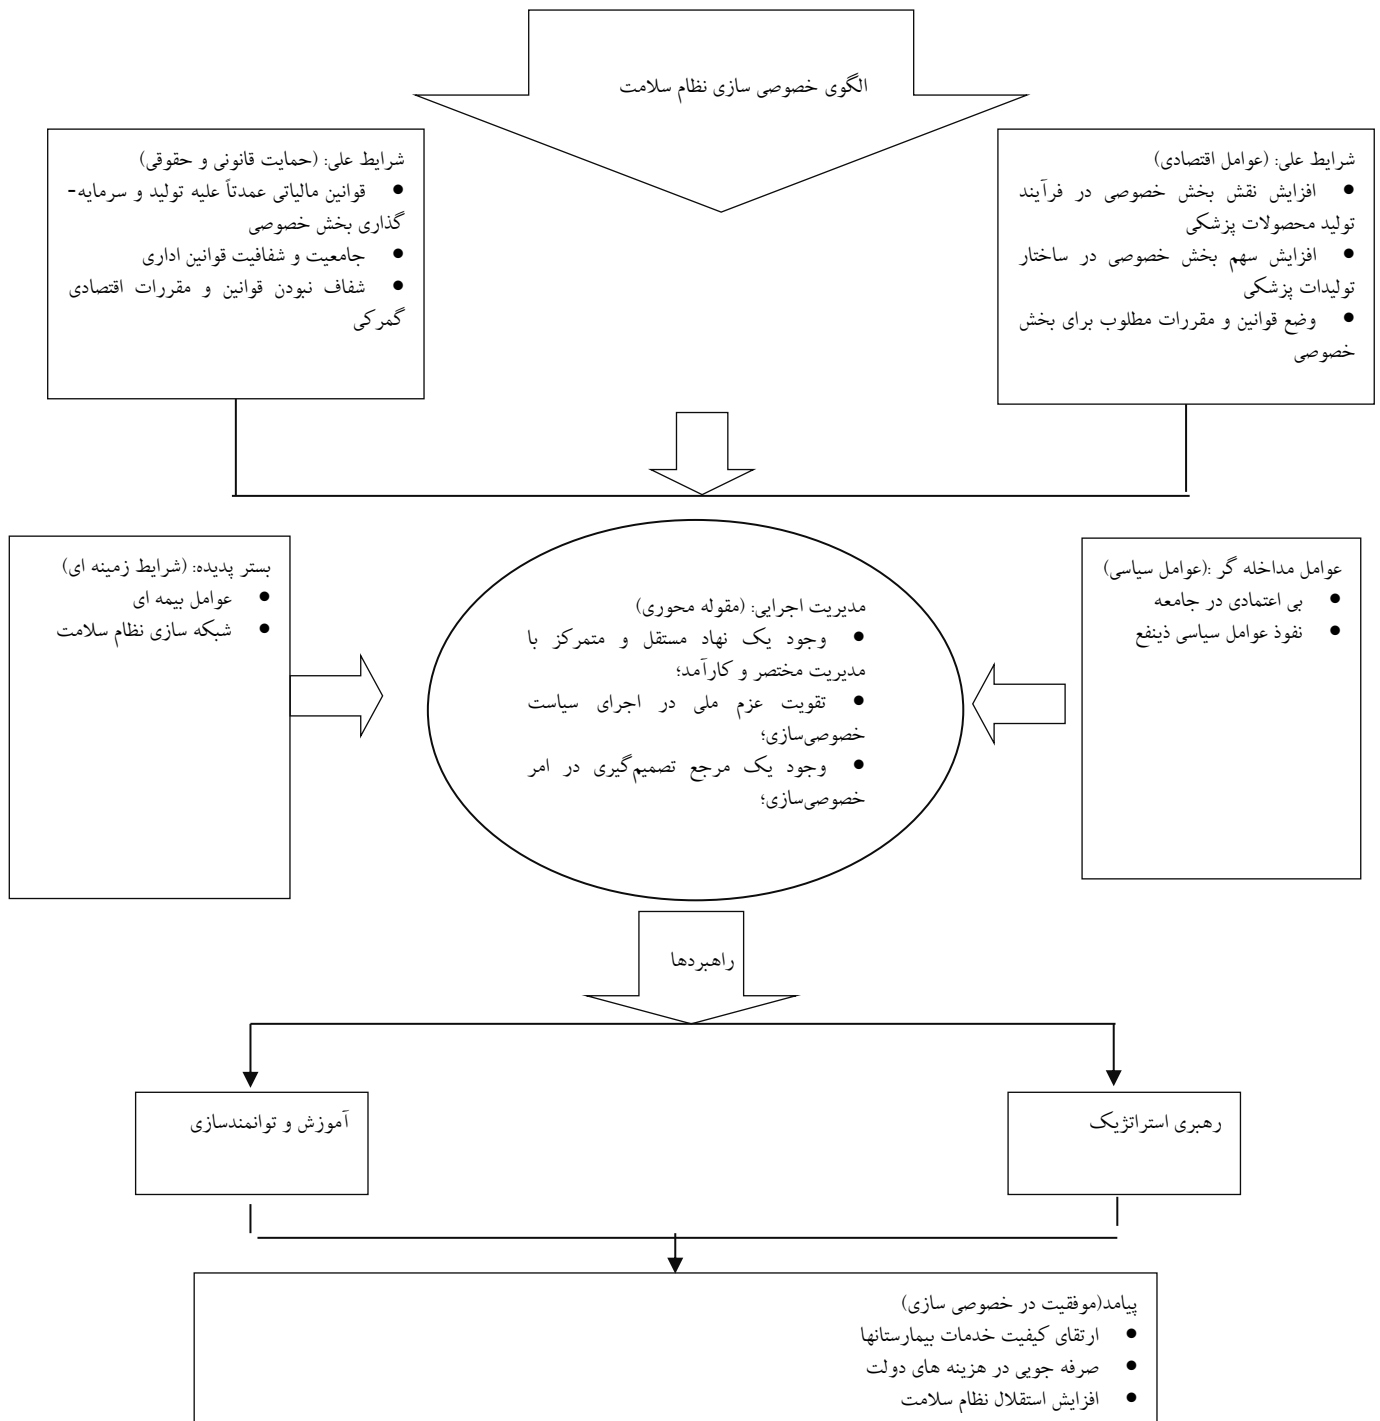 الگوی خصوصی سازی نظام سلامت
شرایط علی: (عوامل اقتصادی)
● افزایش نقش بخش خصوصی در فرآیند
تولید محصولات پزشکی
● افزایش سهم بخش خصوصی در ساختار
تولیدات پزشکی
● وضع قوانین و مقررات مطلوب برای بخش
خصوصی
شرایط علی: (حمایت قانونی و حقوقی)
● قوانین مالیاتی عمدتاً علیه تولید و سرمایه-
گذاری بخش خصوصی
● جامعیت و شفافیت قوانین اداری
● شفاف نبودن قوانین و مقررات اقتصادی
گمرکی
عوامل مداخله گر :(عوامل سیاسی)
● بی اعتمادی در جامعه
● نفوذ عوامل سیاسی ذینفع
مدیریت اجرایی: (مقوله محوری)
● وجود یک نهاد مستقل و متمرکز با
مدیریت مختصر و کارآمد؛
● تقویت عزم ملی در اجرای سیاست
خصوصی‌سازی؛
● وجود یک مرجع تصمیم‌گیری در امر
خصوصی‌سازی؛
بستر پدیده: (شرایط زمینه ای)
● عوامل بیمه ای
● شبکه سازی نظام سلامت
راهبردها
رهبری استراتژیک
آموزش و توانمندسازی
پیامد(موفقیت در خصوصی سازی)
● ارتقای کیفیت خدمات بیمارستانها
● صرفه جویی در هزینه های دولت
● افزایش استقلال نظام سلامت